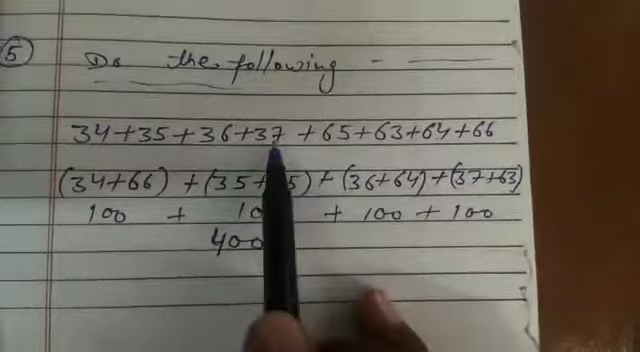 5 Do the following -
34+35+36+37 +65+63+64+66
(34+66) + (35+ 5) + (36+64) + (37+63)
100 + 10 + 100 + 100
400